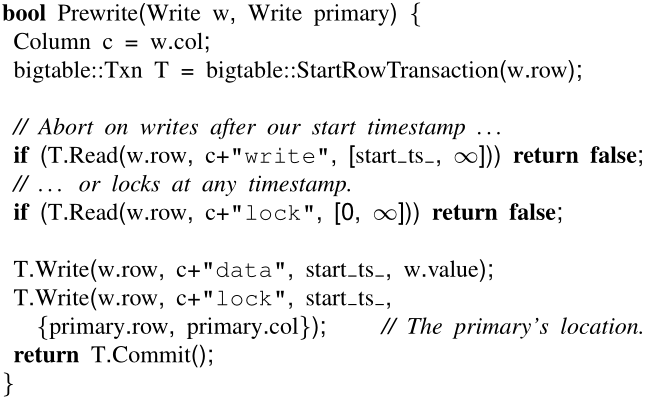 bool Prewrite(Write w, Write primary) {
Column c = w.col;
bigtable::Txn T = bigtable::StartRowTransaction(w.row);
// Abort on writes after our start timestamp ...
if (T.Read(w.row, c+"write", [start_ts_, ∞])) return false;
// ... or locks at any timestamp.
if (T.Read(w.row, c+"lock", [0, ∞])) return false;
T.Write(w.row, c+"data", start_ts_, w.value);
T.Write(w.row, c+"lock", start_ts_,
{primary.row, primary.col}); // The primary's location.
return T.Commit();
}